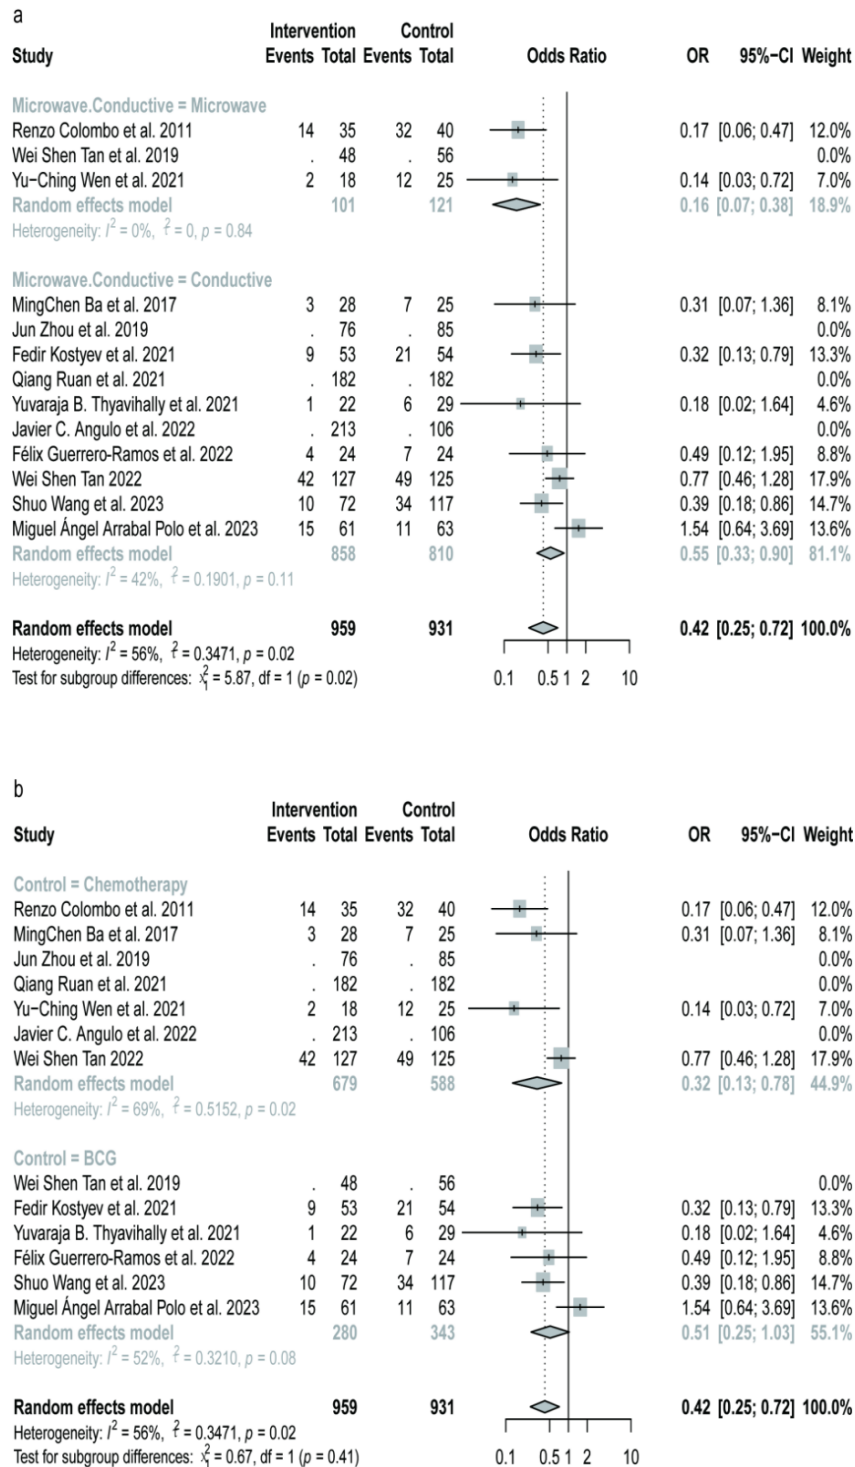 a
Intervention Control
Study Events Total Events Total Odds Ratio OR 95%−CI Weight
Microwave.Conductive = Microwave
Renzo Colombo et al. 2011 14 35 32 40 0.17 [0.06; 0.47] 12.0%
Wei Shen Tan et al. 2019 . 48 . 56 0.0%
Yu−Ching Wen et al. 2021 2 18 12 25 0.14 [0.03; 0.72] 7.0%
Random effects model 101 121 0.16 [0.07; 0.38] 18.9%
Heterogeneity: I² = 0%, τ² = 0, p = 0.84
Microwave.Conductive = Conductive
MingChen Ba et al. 2017 3 28 7 25 0.31 [0.07; 1.36] 8.1%
Jun Zhou et al. 2019 . 76 . 85 0.0%
Fedir Kostyev et al. 2021 9 53 21 54 0.32 [0.13; 0.79] 13.3%
Qiang Ruan et al. 2021 . 182 . 182 0.0%
Yuvaraja B. Thyavihally et al. 2021 1 22 6 29 0.18 [0.02; 1.64] 4.6%
Javier C. Angulo et al. 2022 . 213 . 106 0.0%
Félix Guerrero-Ramos et al. 2022 4 24 7 24 0.49 [0.12; 1.95] 8.8%
Wei Shen Tan 2022 42 127 49 125 0.77 [0.46; 1.28] 17.9%
Shuo Wang et al. 2023 10 72 34 117 0.39 [0.18; 0.86] 14.7%
Miguel Ángel Arrabal Polo et al. 2023 15 61 11 63 1.54 [0.64; 3.69] 13.6%
Random effects model 858 810 0.55 [0.33; 0.90] 81.1%
Heterogeneity: I² = 42%, τ² = 0.1901, p = 0.11
Random effects model 959 931 0.42 [0.25; 0.72] 100.0%
Heterogeneity: I² = 56%, τ² = 0.3471, p = 0.02
Test for subgroup differences: χ²₁ = 5.87, df = 1 (p = 0.02)
0.1 0.5 1 2 10
b
Intervention Control
Study Events Total Events Total Odds Ratio OR 95%−CI Weight
Control = Chemotherapy
Renzo Colombo et al. 2011 14 35 32 40 0.17 [0.06; 0.47] 12.0%
MingChen Ba et al. 2017 3 28 7 25 0.31 [0.07; 1.36] 8.1%
Jun Zhou et al. 2019 . 76 . 85 0.0%
Qiang Ruan et al. 2021 . 182 . 182 0.0%
Yu−Ching Wen et al. 2021 2 18 12 25 0.14 [0.03; 0.72] 7.0%
Javier C. Angulo et al. 2022 . 213 . 106 0.0%
Wei Shen Tan 2022 42 127 49 125 0.77 [0.46; 1.28] 17.9%
Random effects model 679 588 0.32 [0.13; 0.78] 44.9%
Heterogeneity: I² = 69%, τ² = 0.5152, p = 0.02
Control = BCG
Wei Shen Tan et al. 2019 . 48 . 56 0.0%
Fedir Kostyev et al. 2021 9 53 21 54 0.32 [0.13; 0.79] 13.3%
Yuvaraja B. Thyavihally et al. 2021 1 22 6 29 0.18 [0.02; 1.64] 4.6%
Félix Guerrero-Ramos et al. 2022 4 24 7 24 0.49 [0.12; 1.95] 8.8%
Shuo Wang et al. 2023 10 72 34 117 0.39 [0.18; 0.86] 14.7%
Miguel Ángel Arrabal Polo et al. 2023 15 61 11 63 1.54 [0.64; 3.69] 13.6%
Random effects model 280 343 0.51 [0.25; 1.03] 55.1%
Heterogeneity: I² = 52%, τ² = 0.3210, p = 0.08
Random effects model 959 931 0.42 [0.25; 0.72] 100.0%
Heterogeneity: I² = 56%, τ² = 0.3471, p = 0.02
Test for subgroup differences: χ²₁ = 0.67, df = 1 (p = 0.41)
0.1 0.5 1 2 10